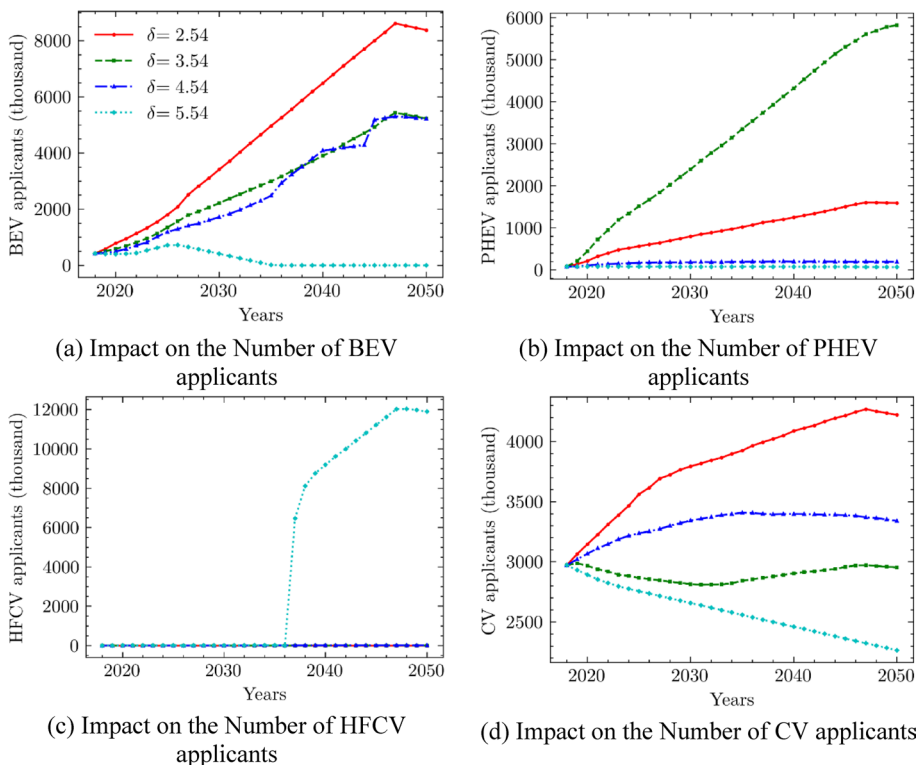 8000
6000
4000
2000
0
BEV applicants (thousand)
δ= 2.54
δ= 3.54
δ= 4.54
δ= 5.54
2020 2030 2040 2050
Years
(a) Impact on the Number of BEV
applicants
6000
5000
4000
3000
2000
1000
0
PHEV applicants (thousand)
2020 2030 2040 2050
Years
(b) Impact on the Number of PHEV
applicants
12000
10000
8000
6000
4000
2000
0
HFCV applicants (thousand)
2020 2030 2040 2050
Years
(c) Impact on the Number of HFCV
applicants
4000
3500
3000
2500
CV applicants (thousand)
2020 2030 2040 2050
Years
(d) Impact on the Number of CV applicants